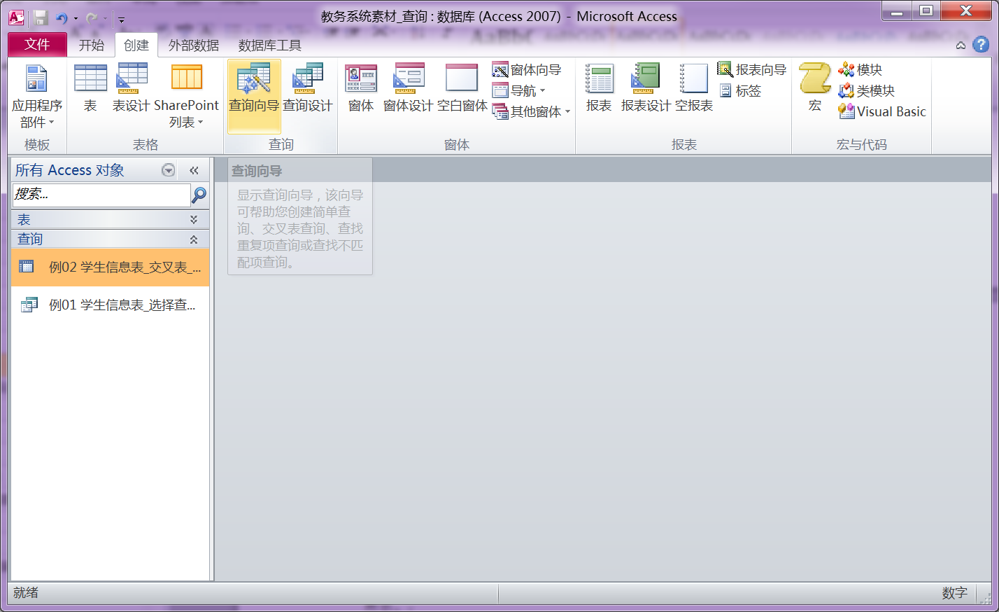 教务系统素材_查询 : 数据库 (Access 2007) - Microsoft Access
文件 开始 创建 外部数据 数据库工具
应用程序部件
表
表设计
SharePoint 列表
查询向导
查询设计
窗体
窗体设计
空白窗体
窗体向导
导航
其他窗体
报表
报表设计
空报表
报表向导
标签
宏
模块
类模块
Visual Basic
模板 表格 查询 窗体 报表 宏与代码
所有 Access 对象
搜索...
表
查询
例02 学生信息表_交叉表_...
例01 学生信息表_选择查...
查询向导
显示查询向导，该向导
可帮助您创建简单查
询、交叉表查询、查找
重复项查询或查找不匹
配项查询。
就绪
数字